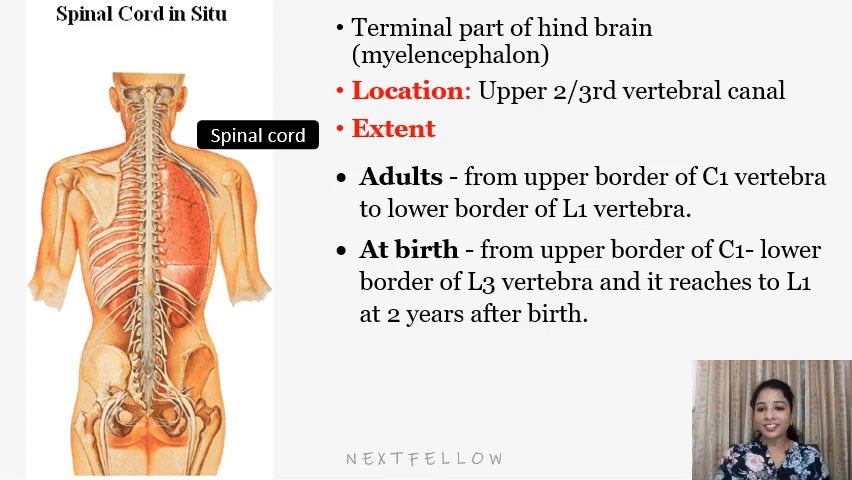 Spinal Cord in Situ
Spinal cord
• Terminal part of hind brain
(myelencephalon)
• Location: Upper 2/3rd vertebral canal
• Extent
• Adults - from upper border of C1 vertebra
to lower border of L1 vertebra.
• At birth - from upper border of C1- lower
border of L3 vertebra and it reaches to L1
at 2 years after birth.
NEXTFELLOW